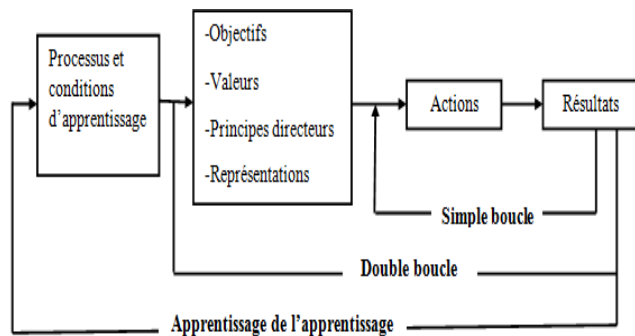 Processus et
conditions
d’apprentissage
-Objectifs
-Valeurs
-Principes directeurs
-Représentations
Actions
Résultats
Simple boucle
Double boucle
Apprentissage de l’apprentissage